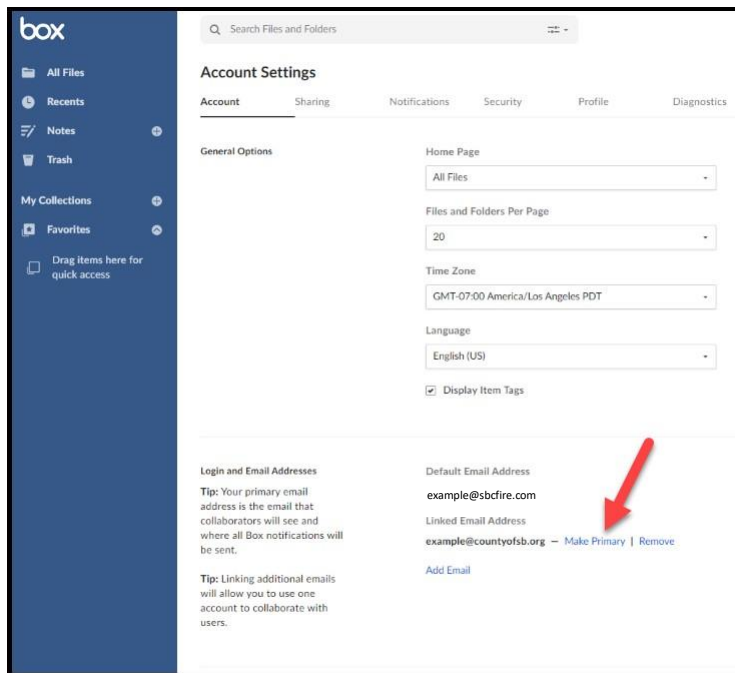 box
Search Files and Folders
All Files
Recents
Notes
Trash
My Collections
Favorites
Drag items here for
quick access
Account Settings
Account Sharing Notifications Security Profile Diagnostics
General Options
Home Page
All Files
Files and Folders Per Page
20
Time Zone
GMT-07:00 America/Los Angeles PDT
Language
English (US)
Display Item Tags
Login and Email Addresses
Tip: Your primary email
address is the email that
collaborators will see and
where all Box notifications will
be sent.
Tip: Linking additional emails
will allow you to use one
account to collaborate with
users.
Default Email Address
example@sbcfire.com
Linked Email Address
example@countyofsb.org – Make Primary | Remove
Add Email